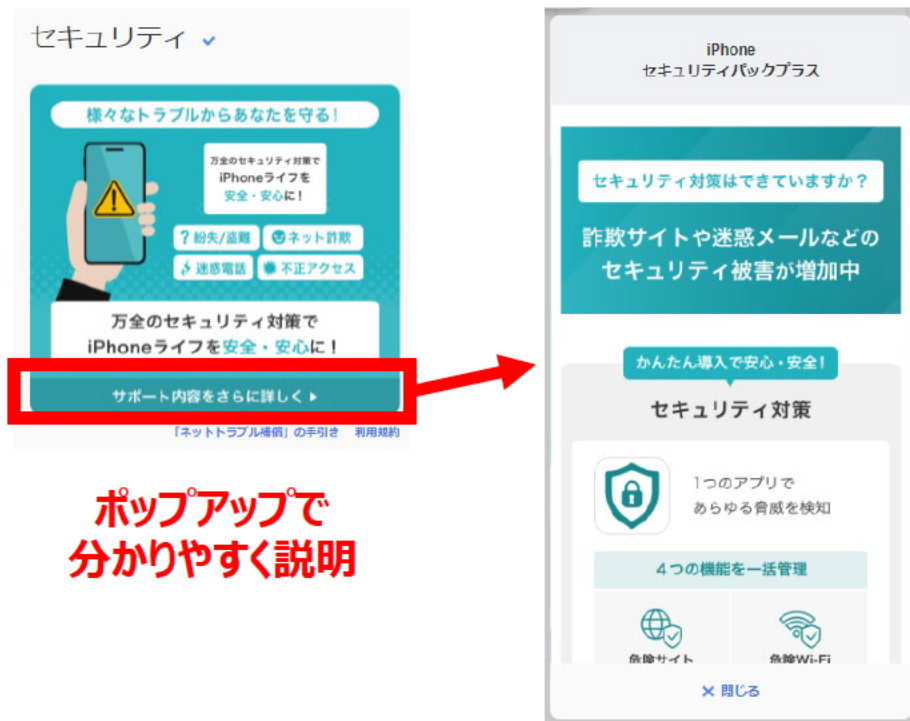 セキュリティ
様々なトラブルからあなたを守る!
万全のセキュリティ対策で
iPhoneライフを
安全・安心に!
?紛失/盗難
ネット詐欺
迷惑電話
不正アクセス
万全のセキュリティ対策で
iPhoneライフを安全・安心に!
サポート内容をさらに詳しく▶
「ネットトラブル補償」の手引き 利用規約
ポップアップで
分かりやすく説明
iPhone
セキュリティパックプラス
セキュリティ対策はできていますか?
詐欺サイトや迷惑メールなどの
セキュリティ被害が増加中
かんたん導入で安心・安全!
セキュリティ対策
1つのアプリで
あらゆる脅威を検知
4つの機能を一括管理
危険サイト
危険Wi-Fi
× 閉じる